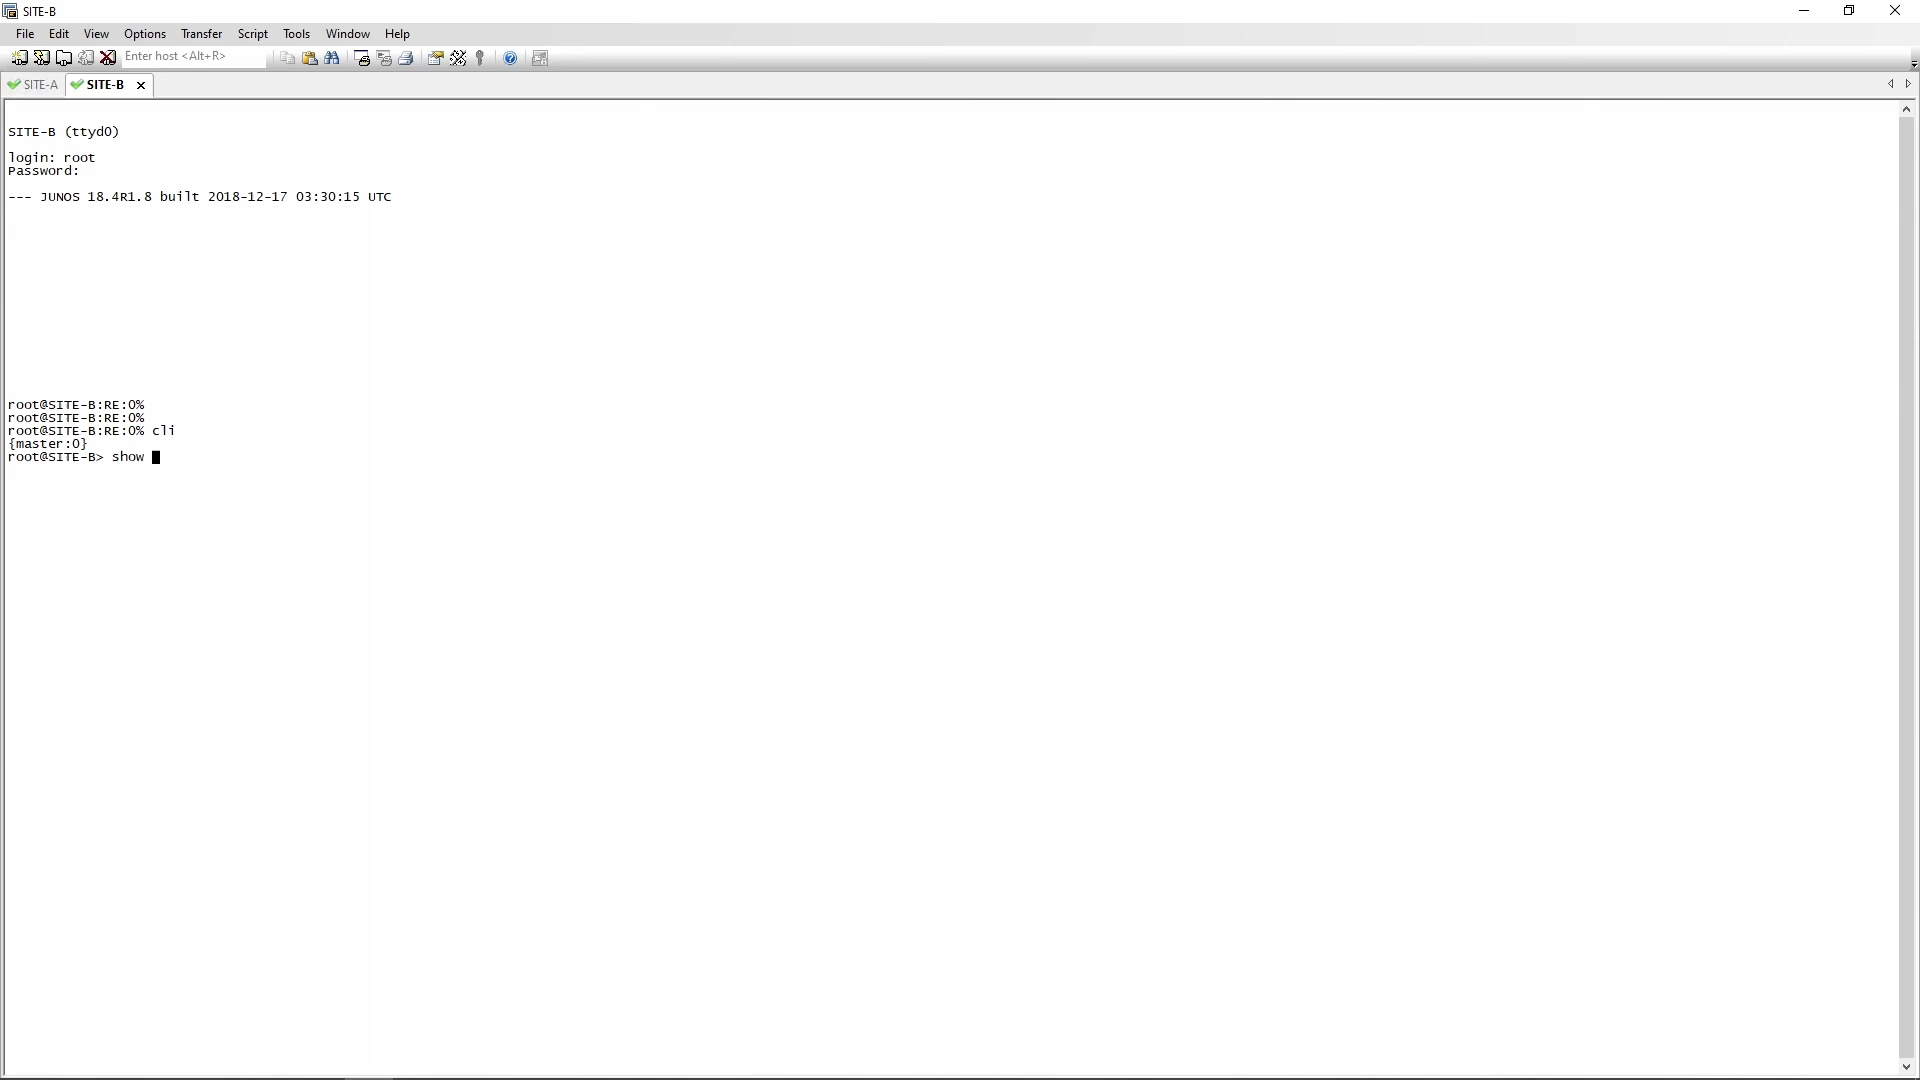 SITE-B
File Edit View Options Transfer Script Tools Window Help
Enter host <Alt+R>
SITE-A SITE-B
SITE-B (ttyd0)
login: root
Password:
--- JUNOS 18.4R1.8 built 2018-12-17 03:30:15 UTC
root@SITE-B:RE:0%
root@SITE-B:RE:0%
root@SITE-B:RE:0% cli
{master:0}
root@SITE-B> show